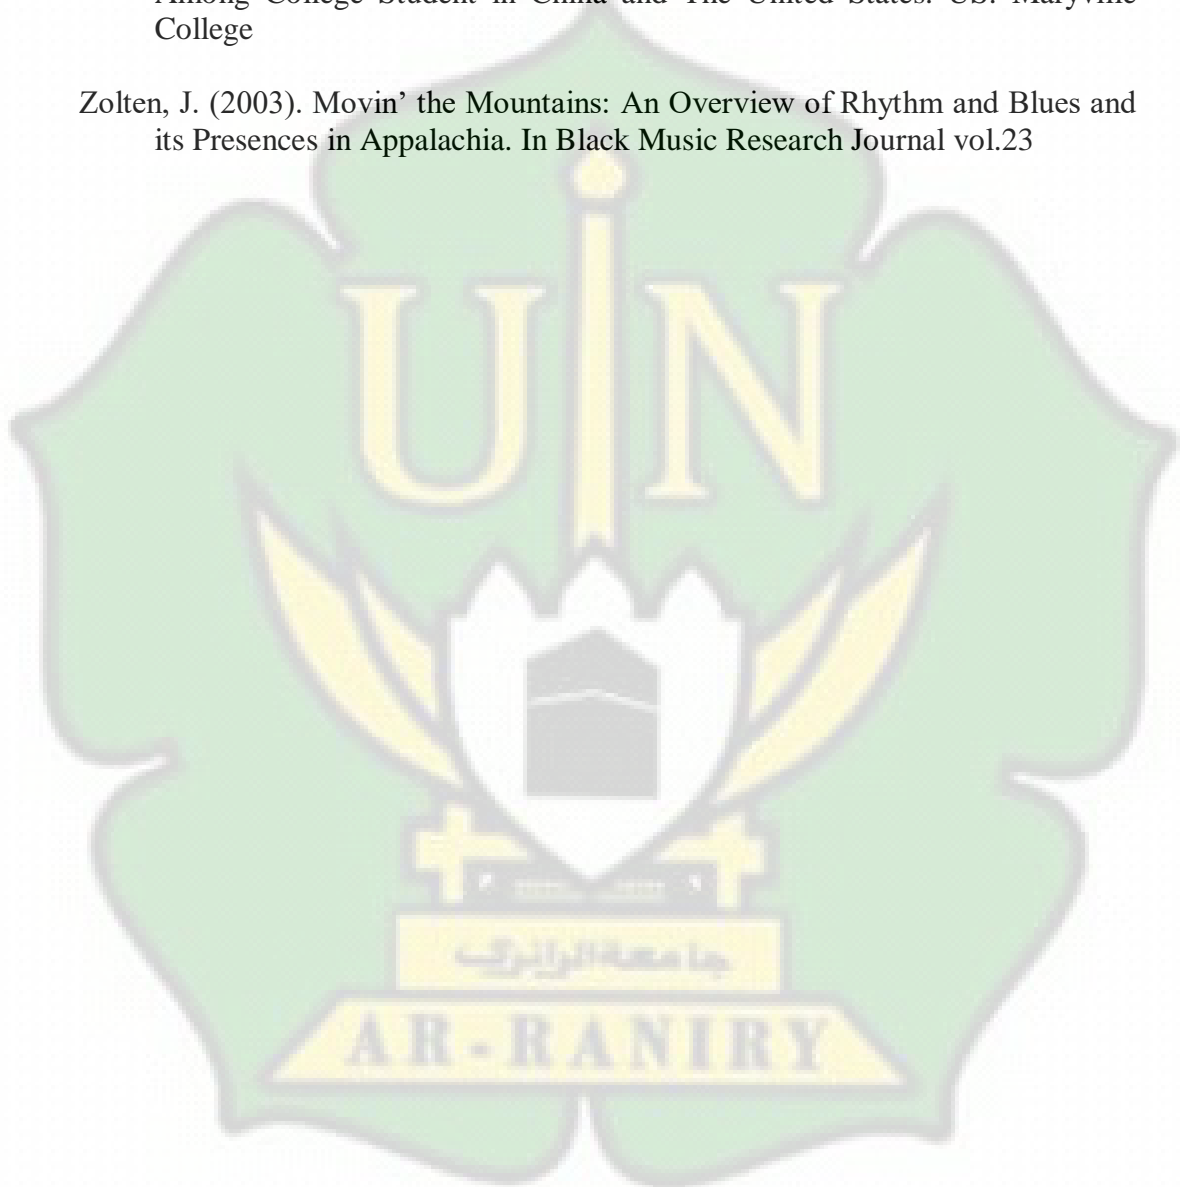 Among College Student in China and The United States. US: Maryville
College
Zolten, J. (2003). Movin’ the Mountains: An Overview of Rhythm and Blues and
its Presences in Appalachia. In Black Music Research Journal vol.23
UIN
جامعة الرانري
AR-RANIRY